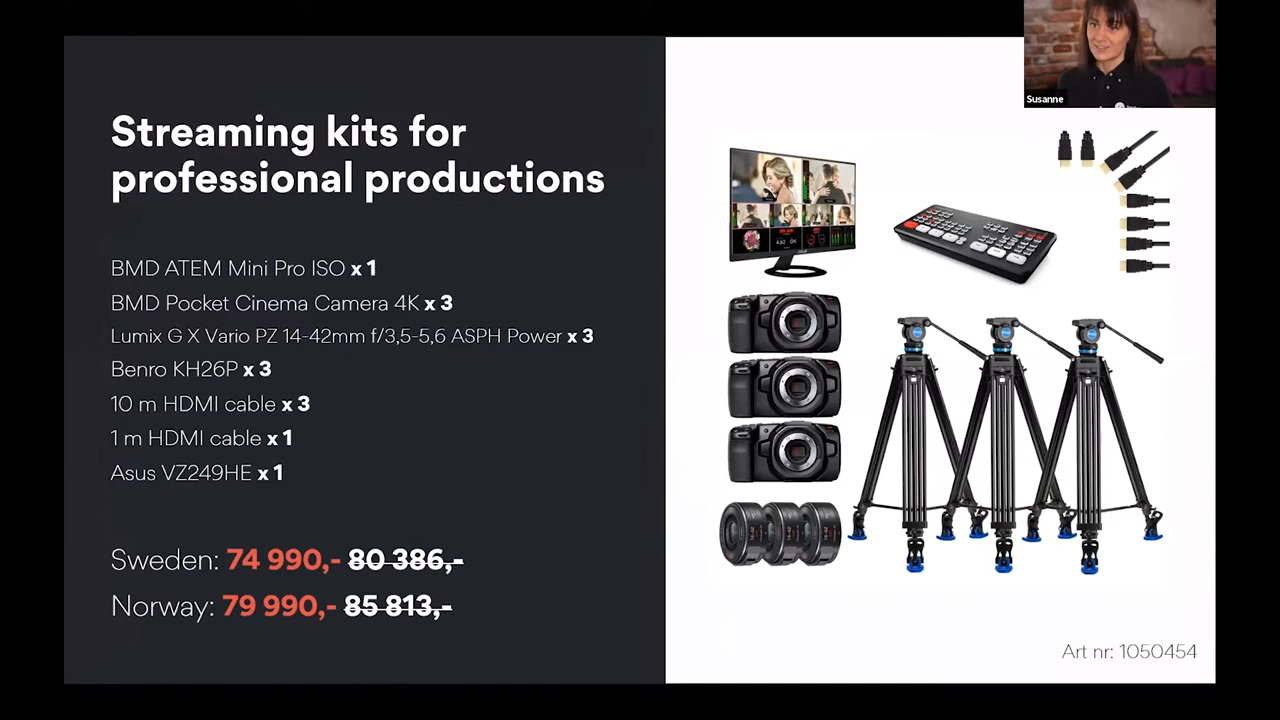 Susanne
Streaming kits for
professional productions
BMD ATEM Mini Pro ISO x 1
BMD Pocket Cinema Camera 4K x 3
Lumix G X Vario PZ 14-42mm f/3,5-5,6 ASPH Power x 3
Benro KH26P x 3
10 m HDMI cable x 3
1 m HDMI cable x 1
Asus VZ249HE x 1
Sweden: 74 990,- 80 386,-
Norway: 79 990,- 85 813,-
Art nr: 1050454